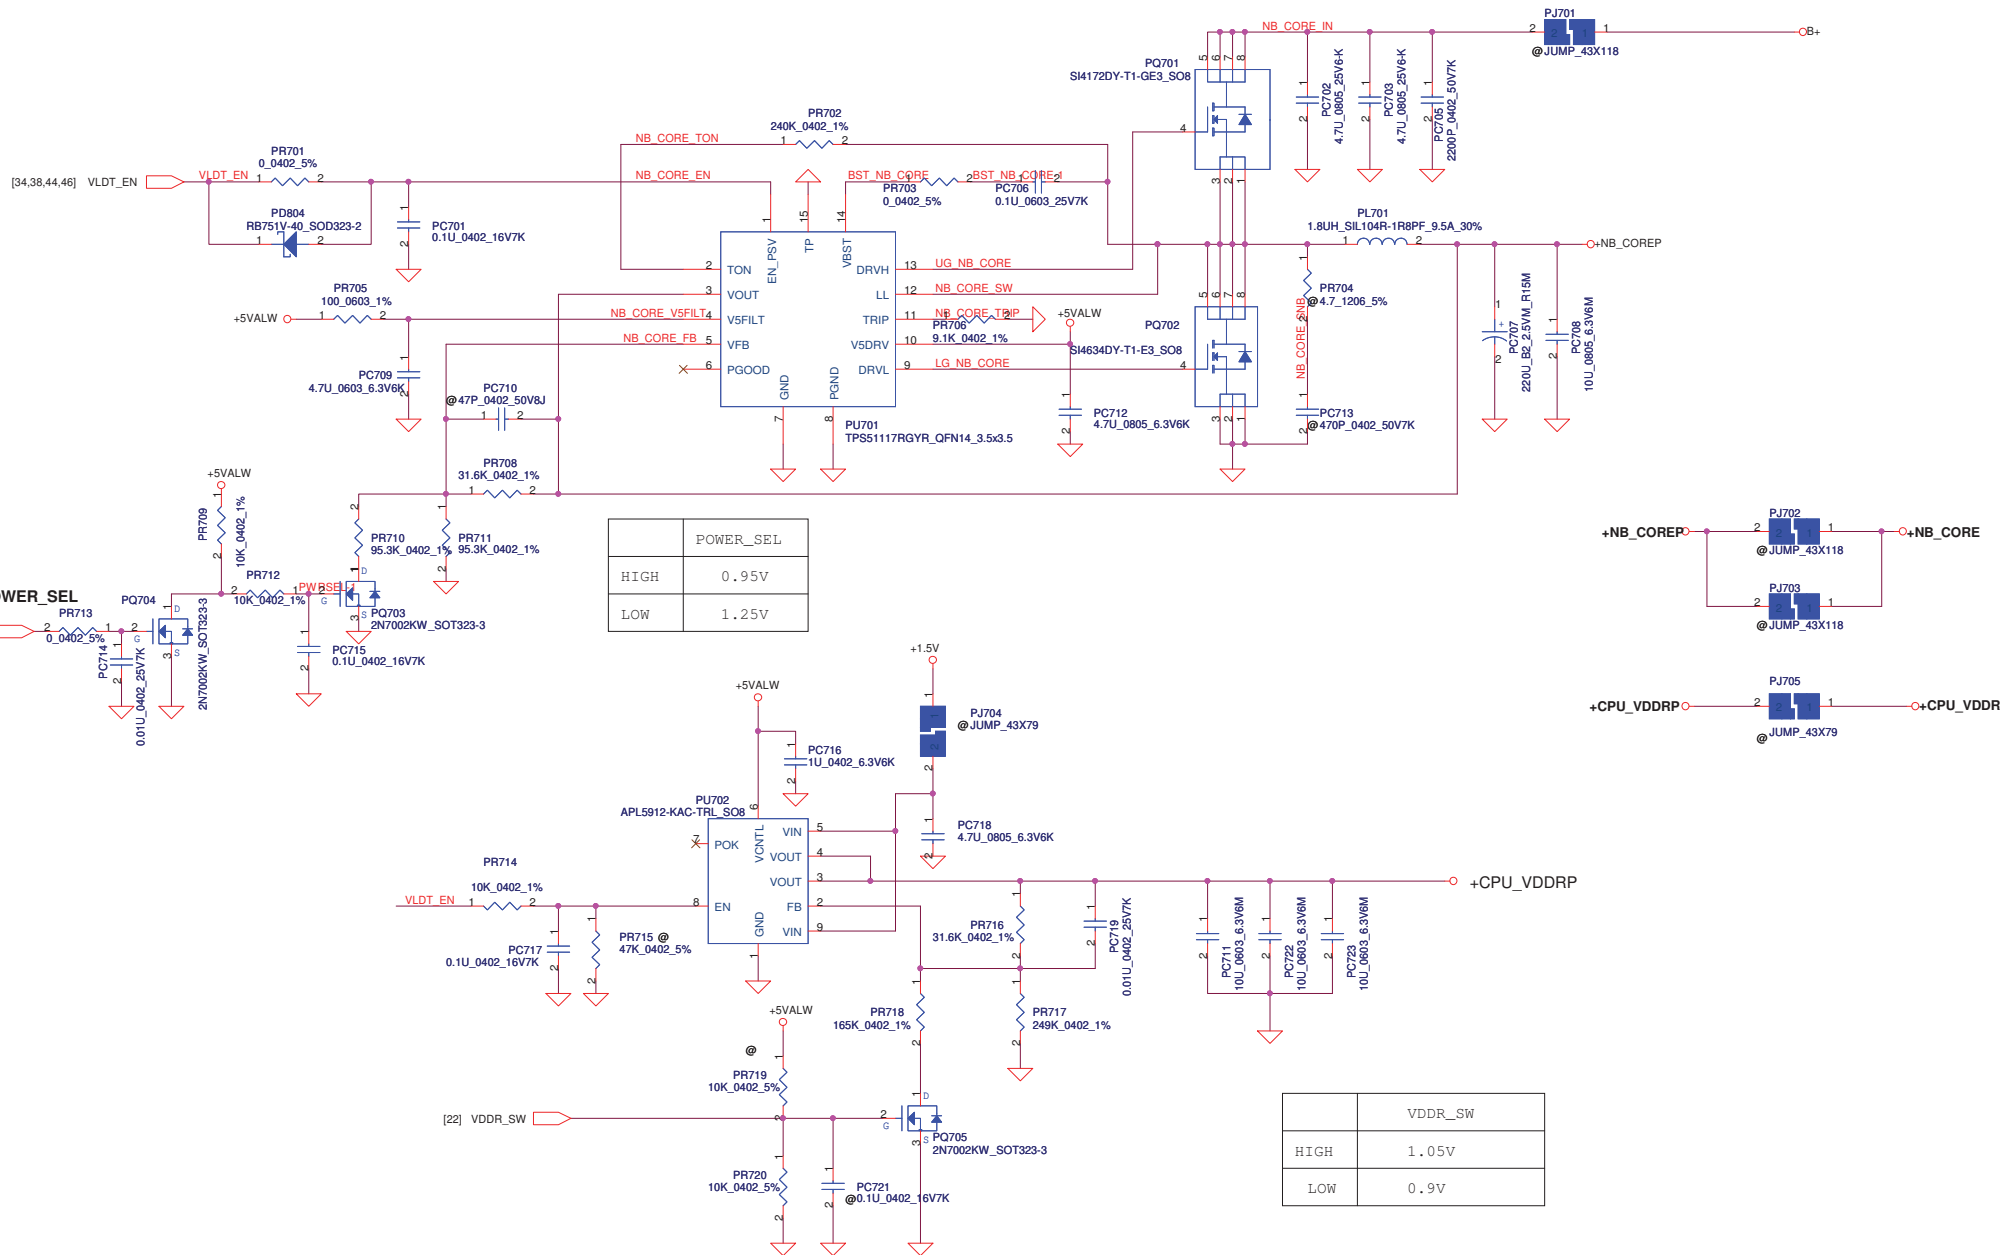 PJ701
2 1
@JUMP_43X118
B+
NB_CORE_IN
PQ701
SI4172DY-T1-GE3_SO8
PC702
4.7U_0805_25V6-K
PC703
4.7U_0805_25V6-K
PC705
2200P_0402_50V7K
PR702
240K_0402_1%
NB_CORE_TON
PR701
0_0402_5%
[34,38,44,46] VLDT_EN
VLDT_EN
NB_CORE_EN
PD804
RB751V-40_SOD323-2
PC701
0.1U_0402_16V7K
BST_NB_CORE
PR703
0_0402_5%
BST_NB_CORE-1
PC706
0.1U_0603_25V7K
PL701
1.8UH_SIL104R-1R8PF_9.5A_30%
+NB_COREP
EN_PSV
TP
VBST
TON
VOUT
V5FILT
VFB
PGOOD
GND
PGND
DRVH
LL
TRIP
V5DRV
DRVL
PU701
TPS51117RGYR_QFN14_3.5x3.5
UG_NB_CORE
NB_CORE_SW
NB_CORE_TRIP
PR706
9.1K_0402_1%
LG_NB_CORE
+5VALW
PR705
100_0603_1%
+5VALW
NB_CORE_V5FILT
NB_CORE_FB
PC709
4.7U_0603_6.3V6K
PC710
@47P_0402_50V8J
PR704
@4.7_1206_5%
NB_CORE_SNB
PQ702
SI4634DY-T1-E3_SO8
PC712
4.7U_0805_6.3V6K
PC713
@470P_0402_50V7K
PC707
220U_B2_2.5VM_R15M
PC708
10U_0805_6.3V6M
PR708
31.6K_0402_1%
+5VALW
PR709
10K_0402_1%
PR710
95.3K_0402_1%
PR711
95.3K_0402_1%
PR712
10K_0402_1%
PQ703
2N7002KW_SOT323-3
WER_SEL
PR713
0_0402_5%
PQ704
2N7002KW_SOT323-3
PC714
0.01U_0402_25V7K
PC715
0.1U_0402_16V7K
POWER_SEL
HIGH 0.95V
LOW 1.25V
+NB_COREP
PJ702
@JUMP_43X118
+NB_CORE
PJ703
@JUMP_43X118
+CPU_VDDRP
PJ705
@JUMP_43X79
+CPU_VDDR
+5VALW
+1.5V
PJ704
@JUMP_43X79
PC716
1U_0402_6.3V6K
PU702
APL5912-KAC-TRL_SO8
POK
VCNTL
EN
GND
VIN
VOUT
VOUT
FB
VIN
PC718
4.7U_0805_6.3V6K
PR714
10K_0402_1%
VLDT_EN
PC717
0.1U_0402_16V7K
PR715 @
47K_0402_5%
+CPU_VDDRP
PR716
31.6K_0402_1%
PC719
0.01U_0402_25V7K
PC711
10U_0603_6.3V6M
PC722
10U_0603_6.3V6M
PC723
10U_0603_6.3V6M
PR718
165K_0402_1%
PR717
249K_0402_1%
+5VALW
@
PR719
10K_0402_5%
[22] VDDR_SW
PQ705
2N7002KW_SOT323-3
PR720
10K_0402_5%
PC721
@0.1U_0402_16V7K
VDDR_SW
HIGH 1.05V
LOW 0.9V